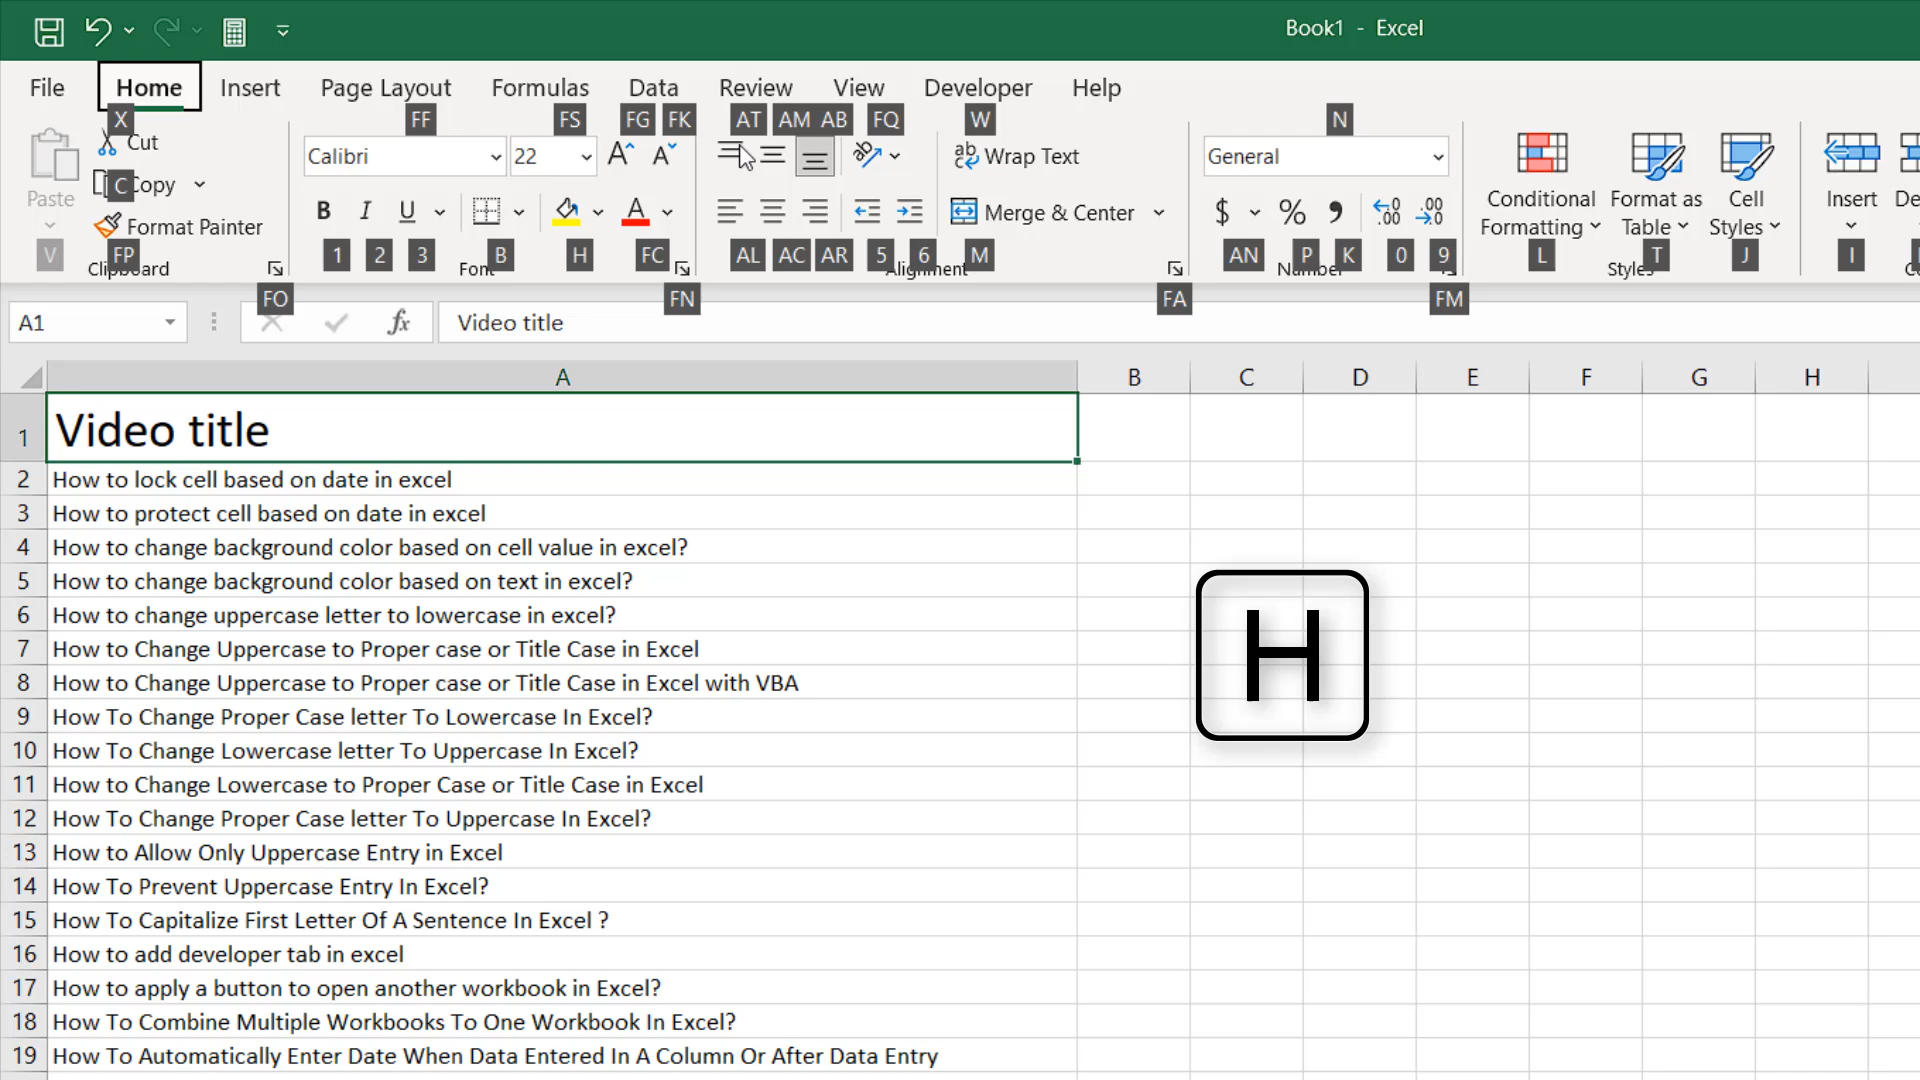 Book1 - Excel
File Home Insert Page Layout Formulas Data Review View Developer Help
X FF FS FG FK AT AM AB FQ W N
Cut
Calibri 22 A A ab Wrap Text General
Paste C Copy
Format Painter
B I U A Merge & Center $ % , .00 .00
Conditional Formatting
Format as Table
Cell Styles
Insert
De
V FP 1 2 3 B H FC AL AC AR 5 6 M AN P K 0 9 L T J I
Clipboard Font Alignment Number Styles
FO FN FA FM
A1 fx Video title
A B C D E F G H
1 Video title
2 How to lock cell based on date in excel
3 How to protect cell based on date in excel
4 How to change background color based on cell value in excel?
5 How to change background color based on text in excel?
6 How to change uppercase letter to lowercase in excel?
7 How to Change Uppercase to Proper case or Title Case in Excel
8 How to Change Uppercase to Proper case or Title Case in Excel with VBA
9 How To Change Proper Case letter To Lowercase In Excel?
10 How To Change Lowercase letter To Uppercase In Excel?
11 How to Change Lowercase to Proper Case or Title Case in Excel
12 How To Change Proper Case letter To Uppercase In Excel?
13 How to Allow Only Uppercase Entry in Excel
14 How To Prevent Uppercase Entry In Excel?
15 How To Capitalize First Letter Of A Sentence In Excel ?
16 How to add developer tab in excel
17 How to apply a button to open another workbook in Excel?
18 How To Combine Multiple Workbooks To One Workbook In Excel?
19 How To Automatically Enter Date When Data Entered In A Column Or After Data Entry
H